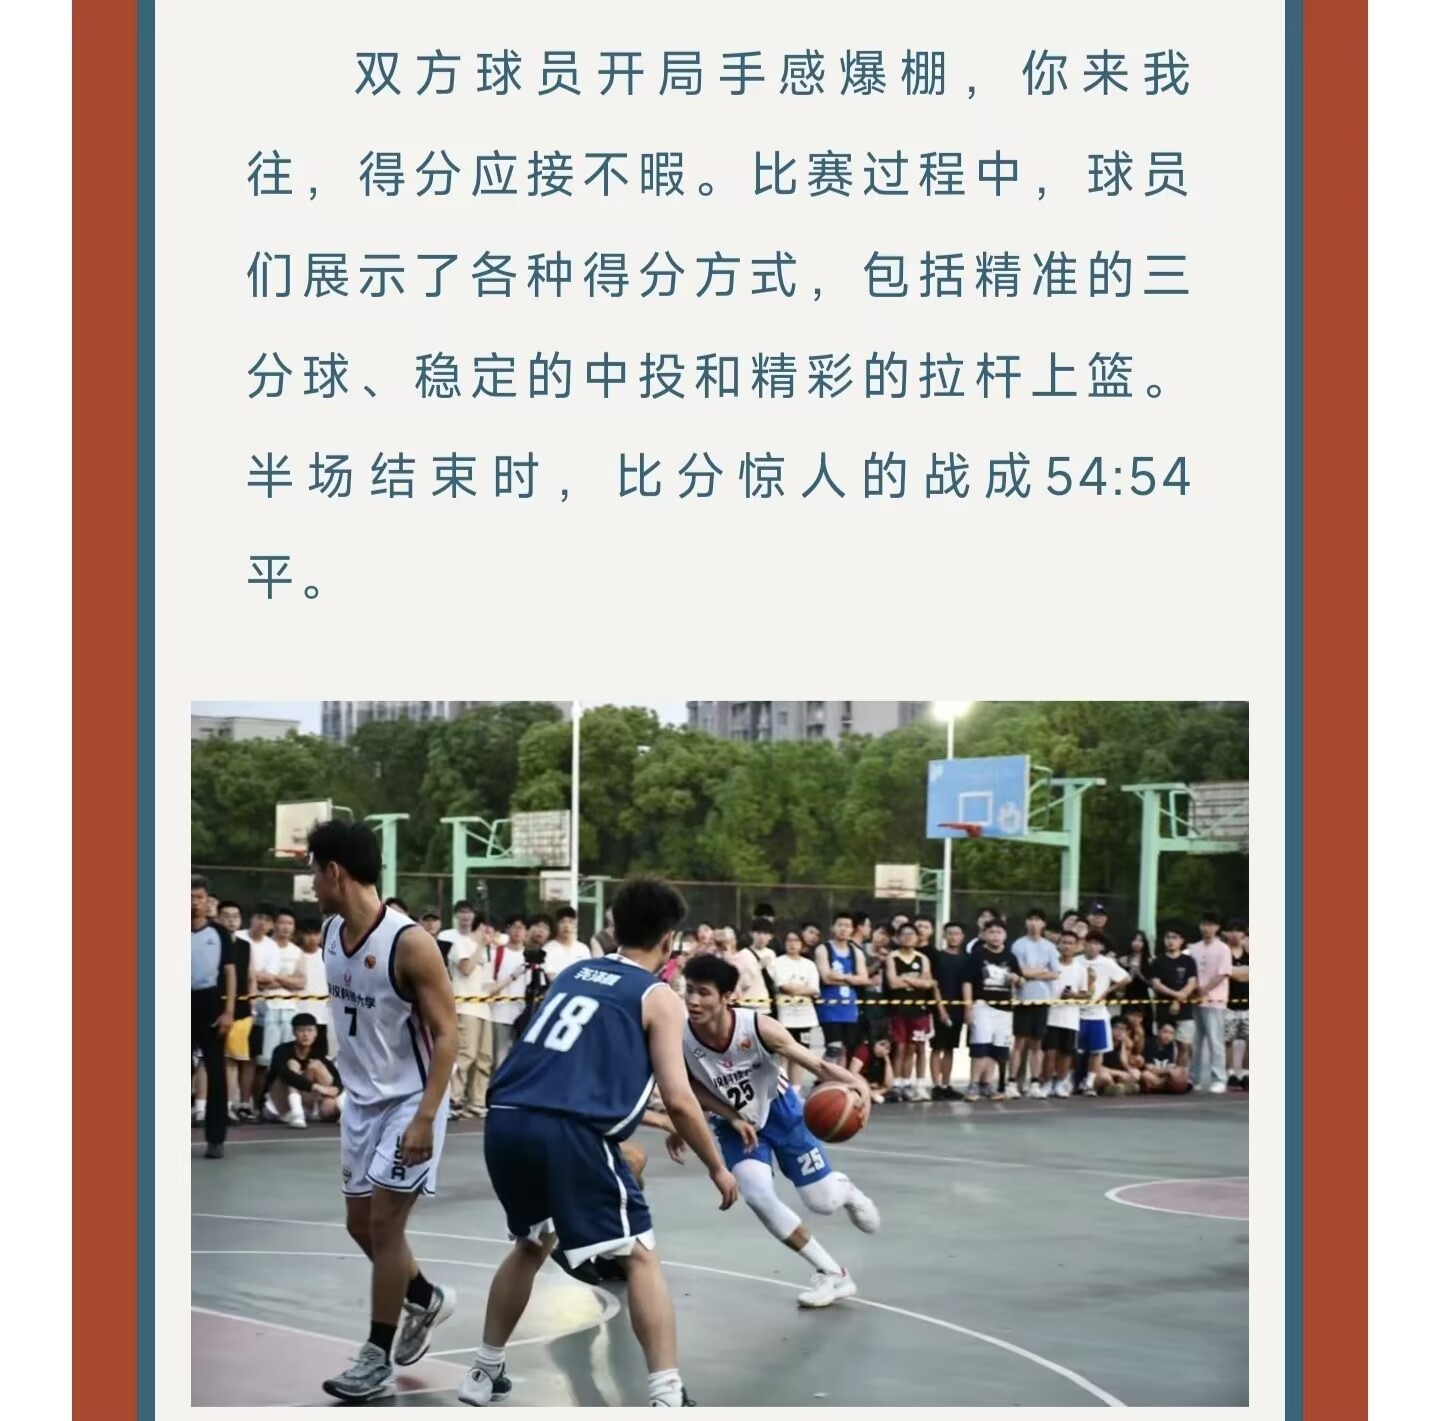 双方球员开局手感爆棚，你来我
往，得分应接不暇。比赛过程中，球员
们展示了各种得分方式，包括精准的三
分球、稳定的中投和精彩的拉杆上篮。
半场结束时，比分惊人的战成54:54
平。
7
18
25
25